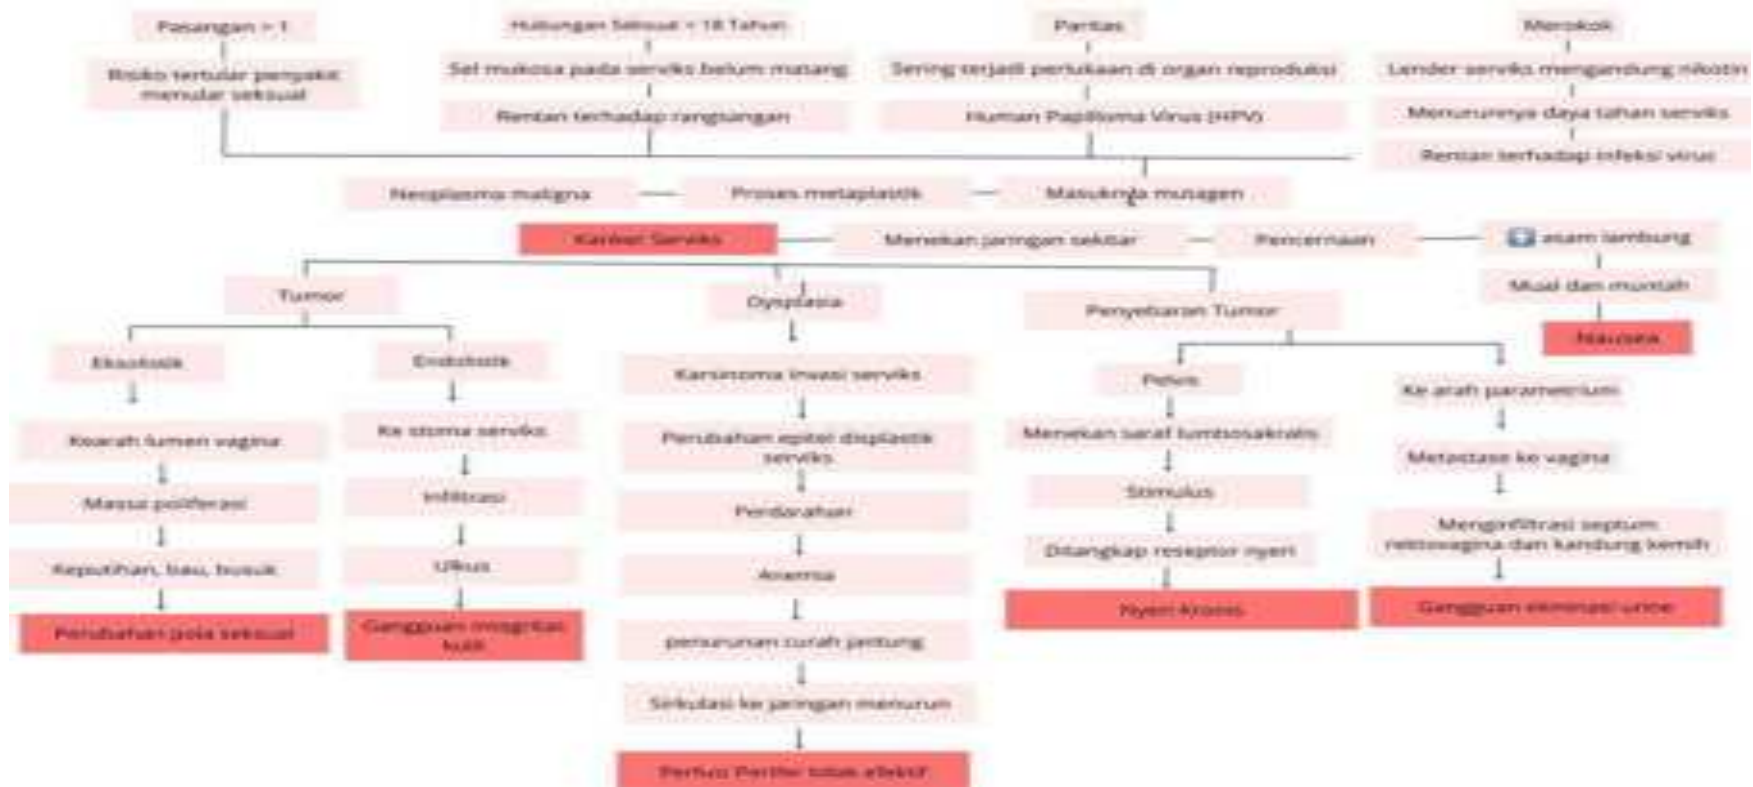 Pasangan > 1
Hubungan Seksual < 18 Tahun
Paritas
Merokok
Risiko tertular penyakit
menular seksual
Sel mukosa pada serviks belum matang
Sering terjadi perlukaan di organ reproduksi
Lender serviks mengandung nikotin
Rentan terhadap rangsangan
Human Papilloma Virus (HPV)
Menurunnya daya tahan serviks
Rentan terhadap infeksi virus
Neoplasma maligna
Proses metaplastik
Masuknya mutagen
Kanker Serviks
Menekan jaringan sekitar
Pencernaan
asam lambung
Mual dan muntah
Nausea
Tumor
Dysplasia
Penyebaran Tumor
Endofistik
Karsinoma invasi serviks
Pelvis
Ke arah parametrium
Kearah lumen vagina
Ke stoma serviks
Perubahan epitel displastik
serviks
Menekan saraf lumbosakralis
Metastase ke vagina
Massa poliferasi
Infiltrasi
Perdarahan
Stimulus
Menginfiltrasi septum
rektovagina dan kandung kemih
Keputihan, bau, busuk
Ulkus
Anemia
Ditangkap reseptor nyeri
Perubahan pola seksual
Gangguan integritas
kulit
penurunan curah jantung
Nyeri Kronis
Gangguan eliminasi urine
Sirkulasi ke jaringan menurun
Perfusi Perifer tidak efektif